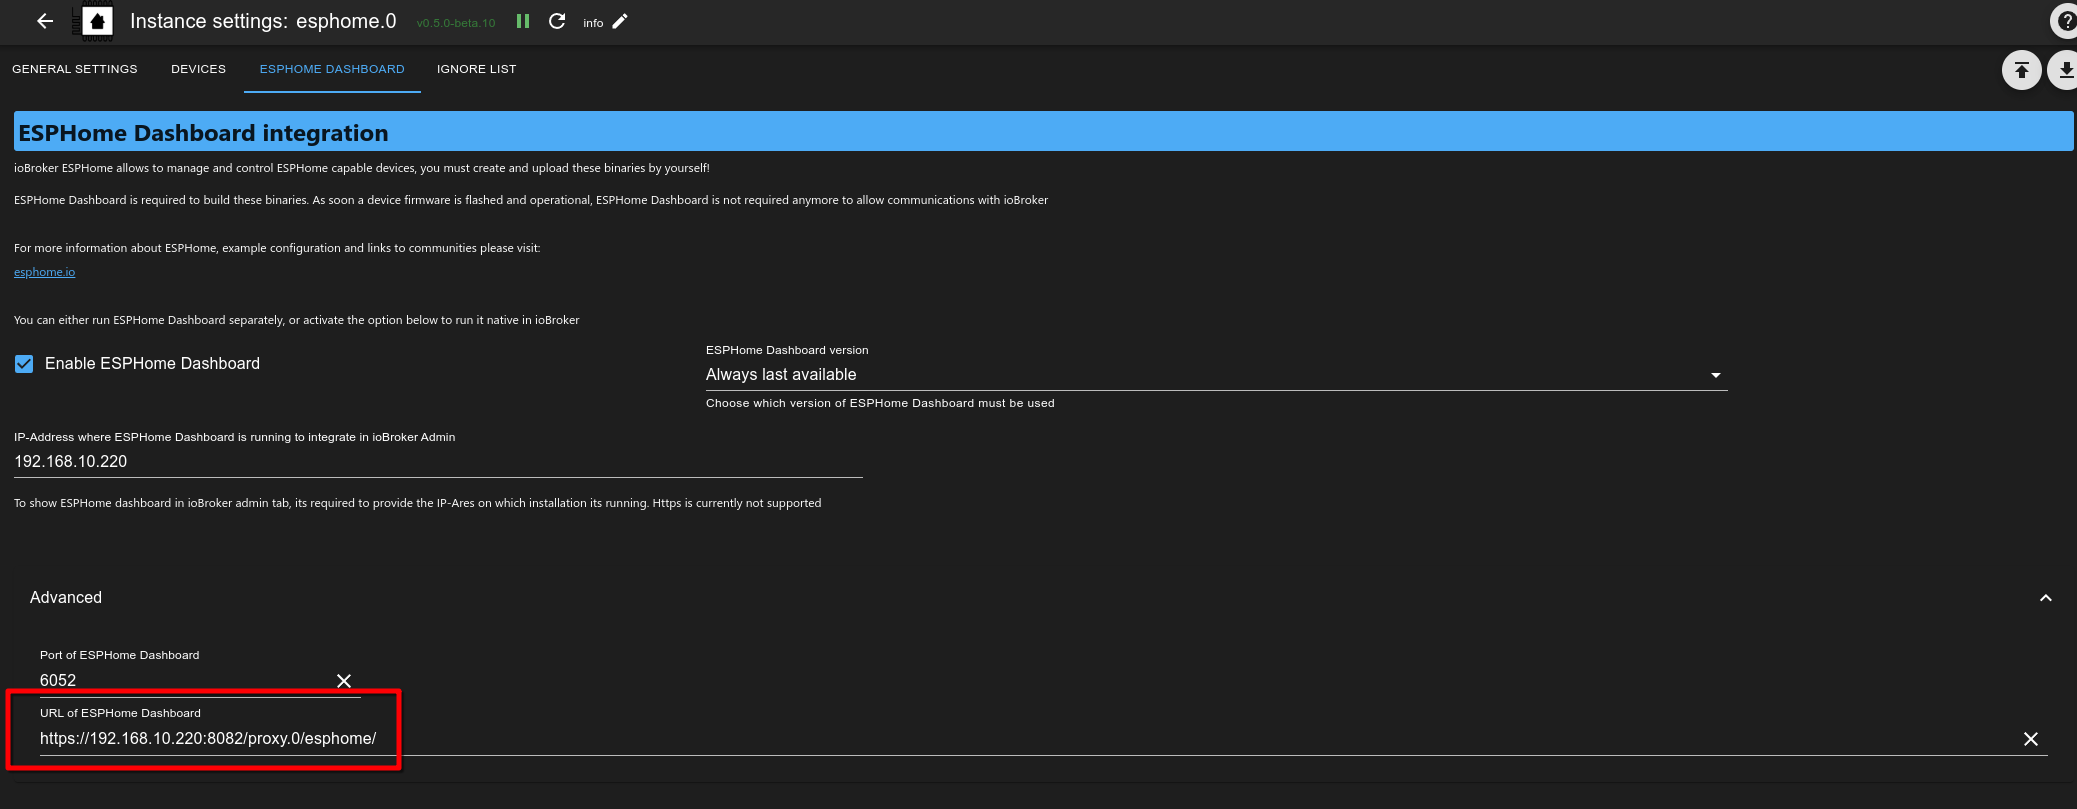 Instance settings: esphome.0 v0.5.0-beta.10 info
GENERAL SETTINGS DEVICES ESPHOME DASHBOARD IGNORE LIST
ESPHome Dashboard integration
ioBroker ESPHome allows to manage and control ESPHome capable devices, you must create and upload these binaries by yourself!
ESPHome Dashboard is required to build these binaries. As soon a device firmware is flashed and operational, ESPHome Dashboard is not required anymore to allow communications with ioBroker
For more information about ESPHome, example configuration and links to communities please visit:
esphome.io
You can either run ESPHome Dashboard separately, or activate the option below to run it native in ioBroker
Enable ESPHome Dashboard
ESPHome Dashboard version
Always last available
Choose which version of ESPHome Dashboard must be used
IP-Address where ESPHome Dashboard is running to integrate in ioBroker Admin
192.168.10.220
To show ESPHome dashboard in ioBroker admin tab, its required to provide the IP-Ares on which installation its running. Https is currently not supported
Advanced
Port of ESPHome Dashboard
6052
URL of ESPHome Dashboard
https://192.168.10.220:8082/proxy.0/esphome/